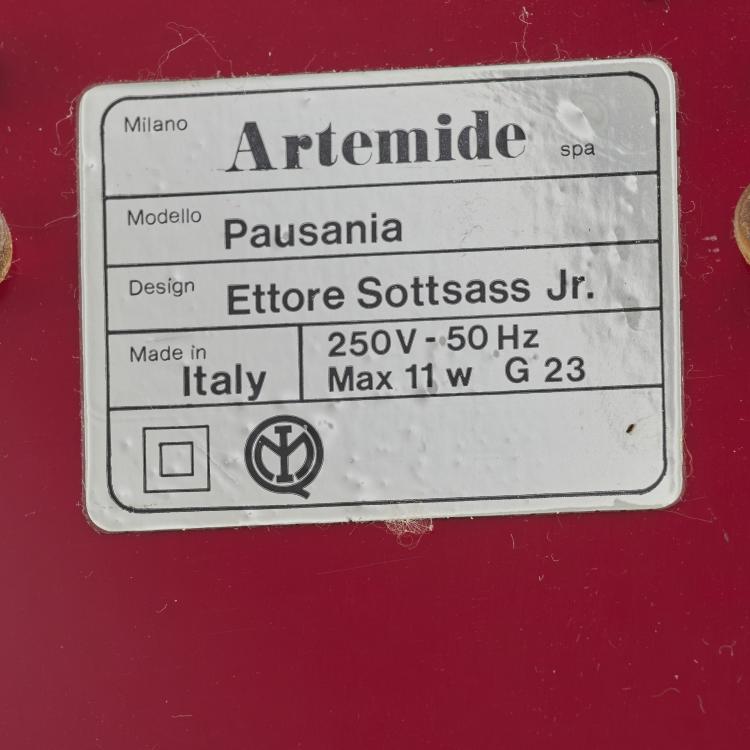 Milano Artemide spa
Modello Pausania
Design Ettore Sottsass Jr.
Made in Italy
250V - 50 Hz
Max 11 w G 23